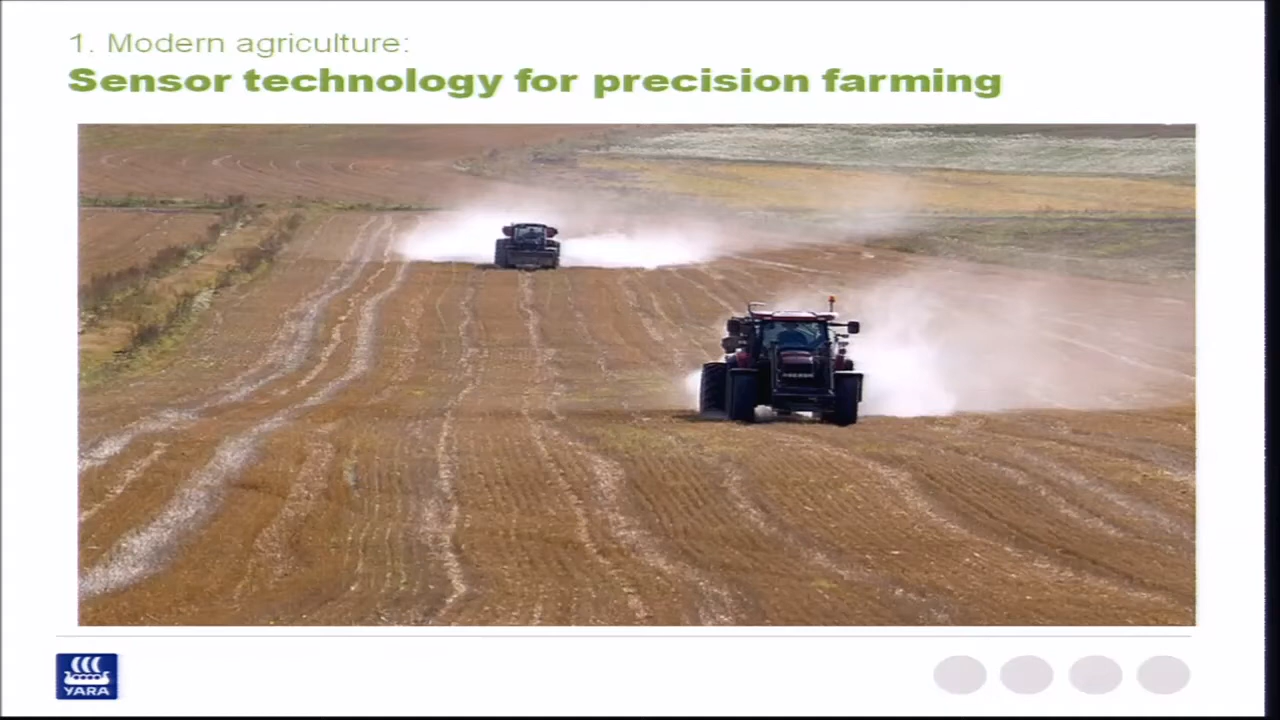 1. Modern agriculture:
Sensor technology for precision farming
YARA